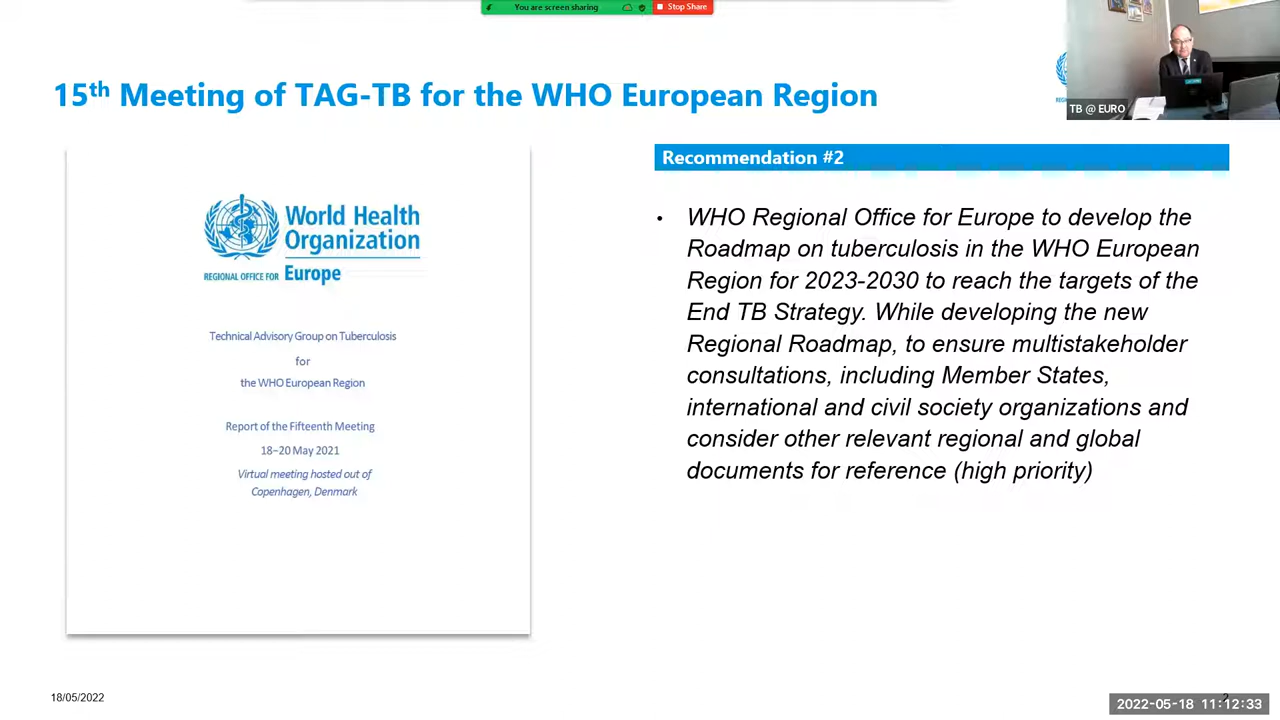 You are screen sharing
Stop Share
15th Meeting of TAG-TB for the WHO European Region
TB @ EURO
World Health
Organization
REGIONAL OFFICE FOR Europe
Technical Advisory Group on Tuberculosis
for
the WHO European Region
Report of the Fifteenth Meeting
18–20 May 2021
Virtual meeting hosted out of
Copenhagen, Denmark
Recommendation #2
• WHO Regional Office for Europe to develop the
Roadmap on tuberculosis in the WHO European
Region for 2023-2030 to reach the targets of the
End TB Strategy. While developing the new
Regional Roadmap, to ensure multistakeholder
consultations, including Member States,
international and civil society organizations and
consider other relevant regional and global
documents for reference (high priority)
18/05/2022
2
2022-05-18 11:12:33